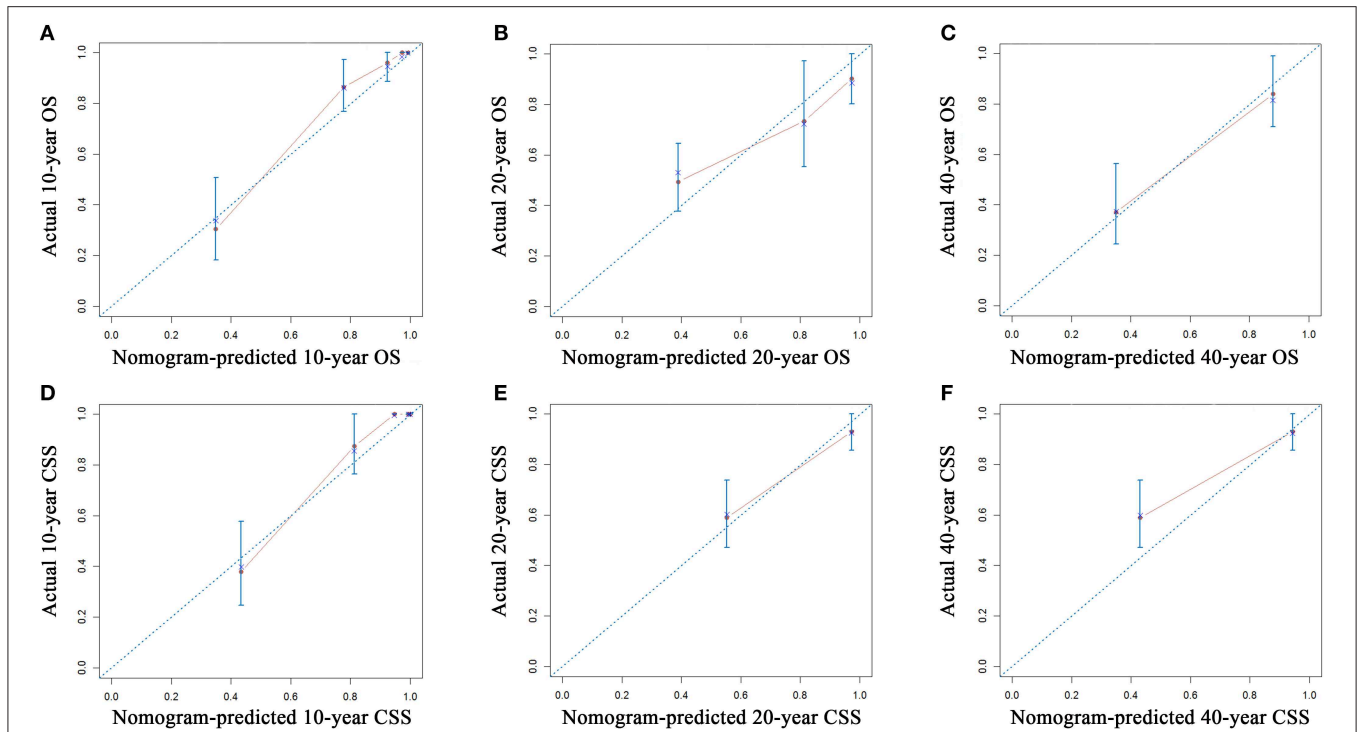 A
Actual 10-year OS
1.0
0.8
0.6
0.4
0.2
0.0
0.0 0.2 0.4 0.6 0.8 1.0
Nomogram-predicted 10-year OS
B
Actual 20-year OS
1.0
0.8
0.6
0.4
0.2
0.0
0.0 0.2 0.4 0.6 0.8 1.0
Nomogram-predicted 20-year OS
C
Actual 40-year OS
1.0
0.8
0.6
0.4
0.2
0.0
0.0 0.2 0.4 0.6 0.8 1.0
Nomogram-predicted 40-year OS
D
Actual 10-year CSS
1.0
0.8
0.6
0.4
0.2
0.0
0.0 0.2 0.4 0.6 0.8 1.0
Nomogram-predicted 10-year CSS
E
Actual 20-year CSS
1.0
0.8
0.6
0.4
0.2
0.0
0.0 0.2 0.4 0.6 0.8 1.0
Nomogram-predicted 20-year CSS
F
Actual 40-year CSS
1.0
0.8
0.6
0.4
0.2
0.0
0.0 0.2 0.4 0.6 0.8 1.0
Nomogram-predicted 40-year CSS